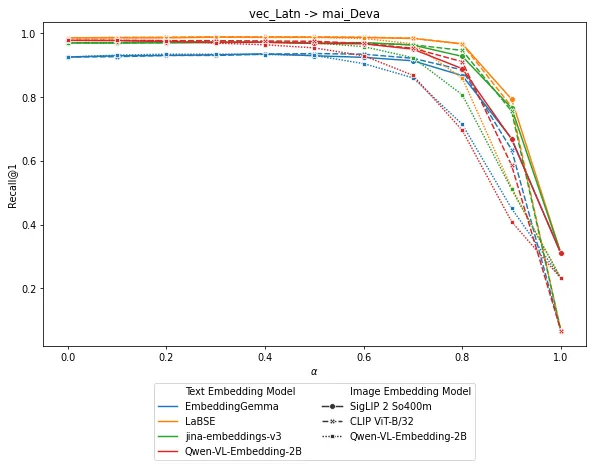 vec_Latn -> mai_Deva
1.0
0.8
0.6
0.4
0.2
Recall@1
0.0 0.2 0.4 0.6 0.8 1.0
α
Text Embedding Model Image Embedding Model
EmbeddingGemma SigLIP 2 So400m
LaBSE CLIP ViT-B/32
jina-embeddings-v3 Qwen-VL-Embedding-2B
Qwen-VL-Embedding-2B